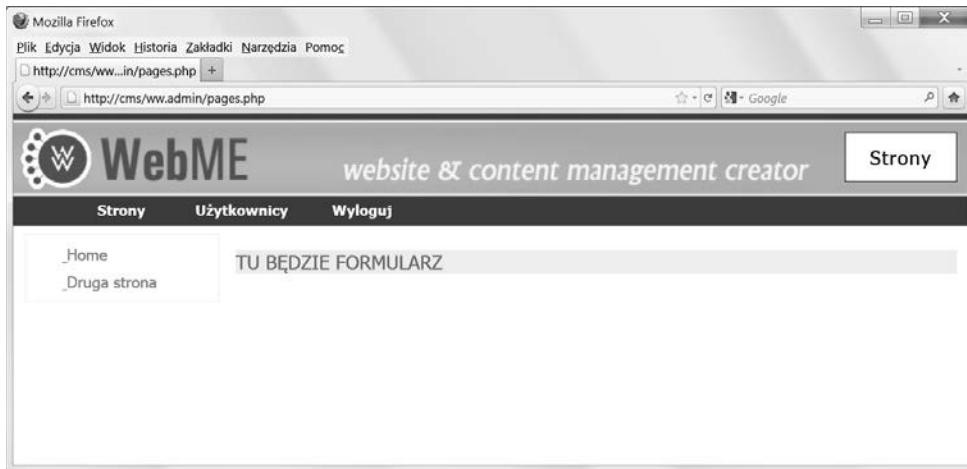 Mozilla Firefox
Plik Edycja Widok Historia Zakładki Narzędzia Pomoc
http://cms/ww...in/pages.php +
http://cms/ww.admin/pages.php Google
W WebME website & content management creator Strony
Strony Użytkownicy Wyloguj
_Home
TU BĘDZIE FORMULARZ
_Druga strona